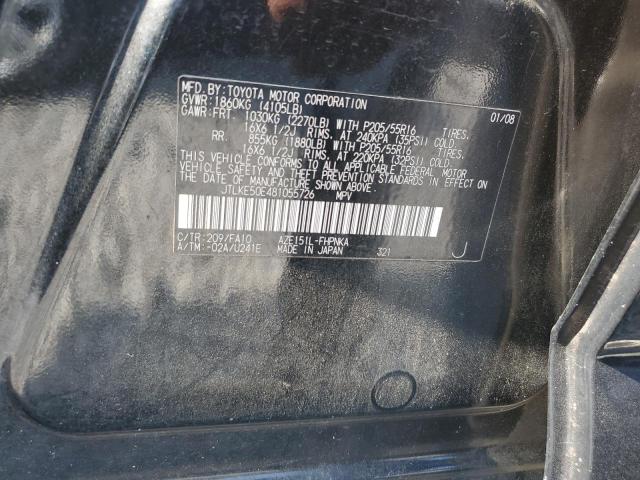 MFD. BY: TOYOTA MOTOR CORPORATION 01/08
GVWR: 1860KG (4105LB)
GAWR: FRT. 1030KG (2270LB) WITH P205/55R16 TIRES,
16X6 1/2J RIMS, AT 240KPA (35PSI) COLD
RR. 855KG (1880LB) WITH P205/55R16 TIRES,
16X6 1/2J RIMS, AT 220KPA (32PSI) COLD
THIS VEHICLE CONFORMS TO ALL APPLICABLE FEDERAL MOTOR
VEHICLE SAFETY AND THEFT PREVENTION STANDARDS IN EFFECT ON
THE DATE OF MANUFACTURE SHOWN ABOVE.
JTLKE50E481055726 MPV
C/TR: 209/FA10 AZE151L-FHPNKA
A/TM: -02A/U241E MADE IN JAPAN 321 J